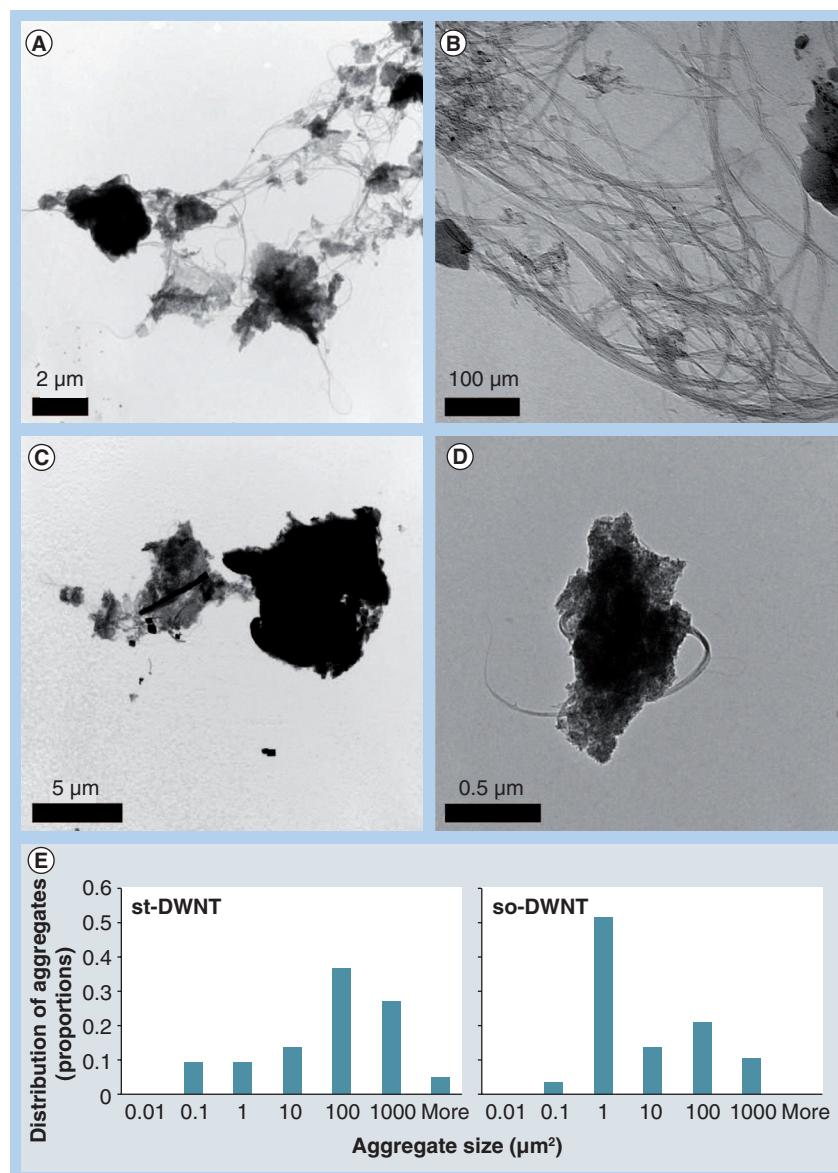 A
2 µm
B
100 µm
C
5 µm
D
0.5 µm
E
Distribution of aggregates
(proportions)
0.6
0.5
0.4
0.3
0.2
0.1
0
st-DWNT
0.01 0.1 1 10 100 1000 More
so-DWNT
0.01 0.1 1 10 100 1000 More
Aggregate size (µm²)